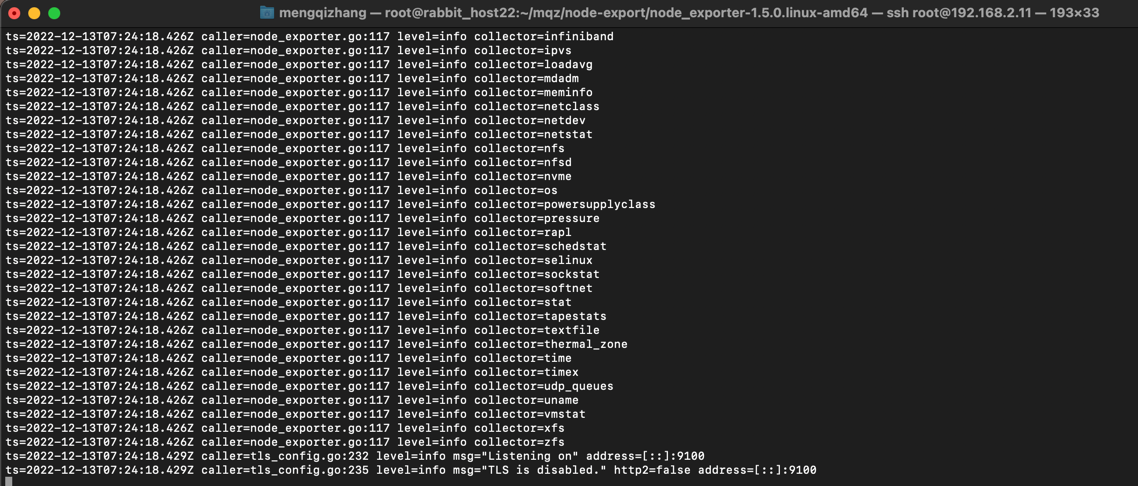 mengqizhang — root@rabbit_host22:~/mqz/node-export/node_exporter-1.5.0.linux-amd64 — ssh root@192.168.2.11 — 193×33
ts=2022-12-13T07:24:18.426Z caller=node_exporter.go:117 level=info collector=infiniband
ts=2022-12-13T07:24:18.426Z caller=node_exporter.go:117 level=info collector=ipvs
ts=2022-12-13T07:24:18.426Z caller=node_exporter.go:117 level=info collector=loadavg
ts=2022-12-13T07:24:18.426Z caller=node_exporter.go:117 level=info collector=mdadm
ts=2022-12-13T07:24:18.426Z caller=node_exporter.go:117 level=info collector=meminfo
ts=2022-12-13T07:24:18.426Z caller=node_exporter.go:117 level=info collector=netclass
ts=2022-12-13T07:24:18.426Z caller=node_exporter.go:117 level=info collector=netdev
ts=2022-12-13T07:24:18.426Z caller=node_exporter.go:117 level=info collector=netstat
ts=2022-12-13T07:24:18.426Z caller=node_exporter.go:117 level=info collector=nfs
ts=2022-12-13T07:24:18.426Z caller=node_exporter.go:117 level=info collector=nfsd
ts=2022-12-13T07:24:18.426Z caller=node_exporter.go:117 level=info collector=nvme
ts=2022-12-13T07:24:18.426Z caller=node_exporter.go:117 level=info collector=os
ts=2022-12-13T07:24:18.426Z caller=node_exporter.go:117 level=info collector=powersupplyclass
ts=2022-12-13T07:24:18.426Z caller=node_exporter.go:117 level=info collector=pressure
ts=2022-12-13T07:24:18.426Z caller=node_exporter.go:117 level=info collector=rapl
ts=2022-12-13T07:24:18.426Z caller=node_exporter.go:117 level=info collector=schedstat
ts=2022-12-13T07:24:18.426Z caller=node_exporter.go:117 level=info collector=selinux
ts=2022-12-13T07:24:18.426Z caller=node_exporter.go:117 level=info collector=sockstat
ts=2022-12-13T07:24:18.426Z caller=node_exporter.go:117 level=info collector=softnet
ts=2022-12-13T07:24:18.426Z caller=node_exporter.go:117 level=info collector=stat
ts=2022-12-13T07:24:18.426Z caller=node_exporter.go:117 level=info collector=tapestats
ts=2022-12-13T07:24:18.426Z caller=node_exporter.go:117 level=info collector=textfile
ts=2022-12-13T07:24:18.426Z caller=node_exporter.go:117 level=info collector=thermal_zone
ts=2022-12-13T07:24:18.426Z caller=node_exporter.go:117 level=info collector=time
ts=2022-12-13T07:24:18.426Z caller=node_exporter.go:117 level=info collector=timex
ts=2022-12-13T07:24:18.426Z caller=node_exporter.go:117 level=info collector=udp_queues
ts=2022-12-13T07:24:18.426Z caller=node_exporter.go:117 level=info collector=uname
ts=2022-12-13T07:24:18.426Z caller=node_exporter.go:117 level=info collector=vmstat
ts=2022-12-13T07:24:18.426Z caller=node_exporter.go:117 level=info collector=xfs
ts=2022-12-13T07:24:18.426Z caller=node_exporter.go:117 level=info collector=zfs
ts=2022-12-13T07:24:18.429Z caller=tls_config.go:232 level=info msg="Listening on" address=[::]:9100
ts=2022-12-13T07:24:18.429Z caller=tls_config.go:235 level=info msg="TLS is disabled." http2=false address=[::]:9100